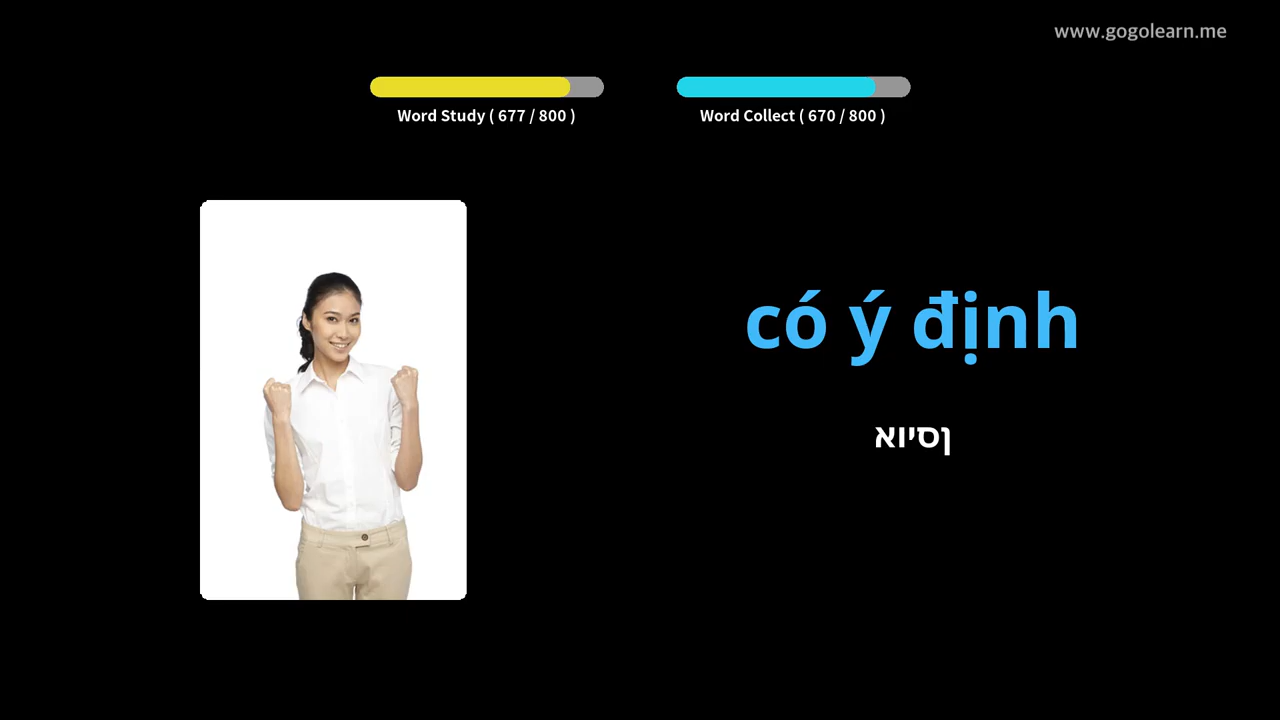 www.gogolearn.me
Word Study ( 677 / 800 )
Word Collect ( 670 / 800 )
có ý định
אויסן